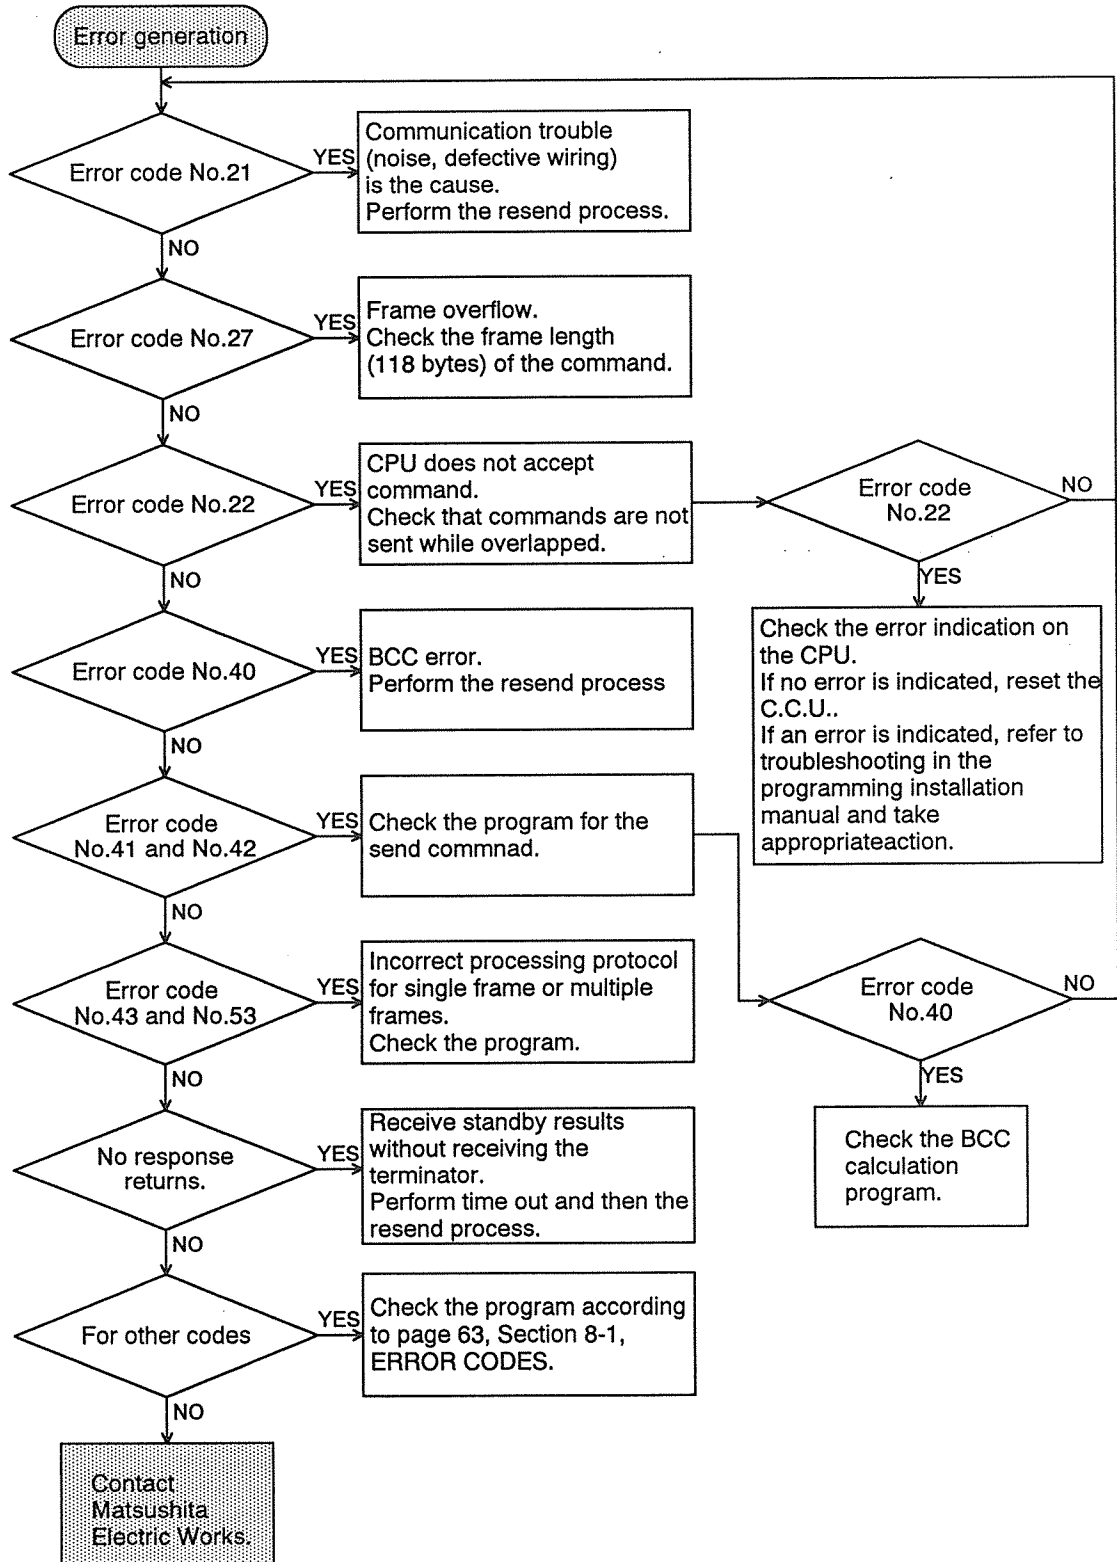 Error generation
Error code No.21
YES
Communication trouble
(noise, defective wiring)
is the cause.
Perform the resend process.
NO
Error code No.27
YES
Frame overflow.
Check the frame length
(118 bytes) of the command.
NO
Error code No.22
YES
CPU does not accept
command.
Check that commands are not
sent while overlapped.
Error code
No.22
NO
YES
Check the error indication on
the CPU.
If no error is indicated, reset the
C.C.U..
If an error is indicated, refer to
troubleshooting in the
programming installation
manual and take
appropriateaction.
NO
Error code No.40
YES
BCC error.
Perform the resend process
NO
Error code
No.41 and No.42
YES
Check the program for the
send commnad.
Error code
No.40
NO
YES
Check the BCC
calculation
program.
NO
Error code
No.43 and No.53
YES
Incorrect processing protocol
for single frame or multiple
frames.
Check the program.
NO
No response
returns.
YES
Receive standby results
without receiving the
terminator.
Perform time out and then the
resend process.
NO
For other codes
YES
Check the program according
to page 63, Section 8-1,
ERROR CODES.
NO
Contact
Matsushita
Electric Works.